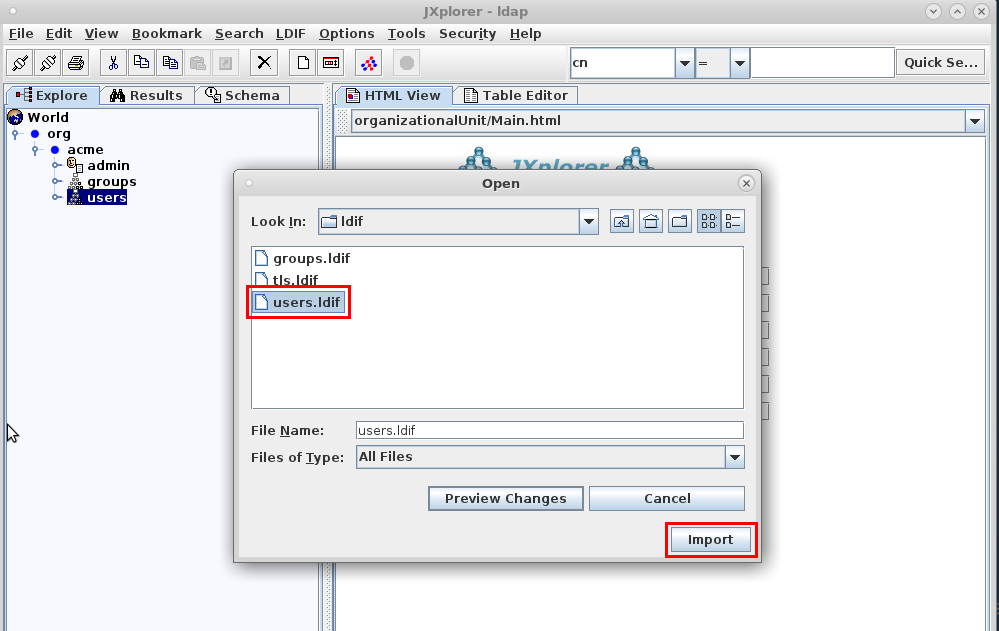 JXplorer - ldap
File Edit View Bookmark Search LDIF Options Tools Security Help
cn = Quick Se...
Explore Results Schema HTML View Table Editor
World
org
acme
admin
groups
users
organizationalUnit/Main.html
JXplorer
Open
Look In: ldif
groups.ldif
tls.ldif
users.ldif
File Name: users.ldif
Files of Type: All Files
Preview Changes Cancel
Import